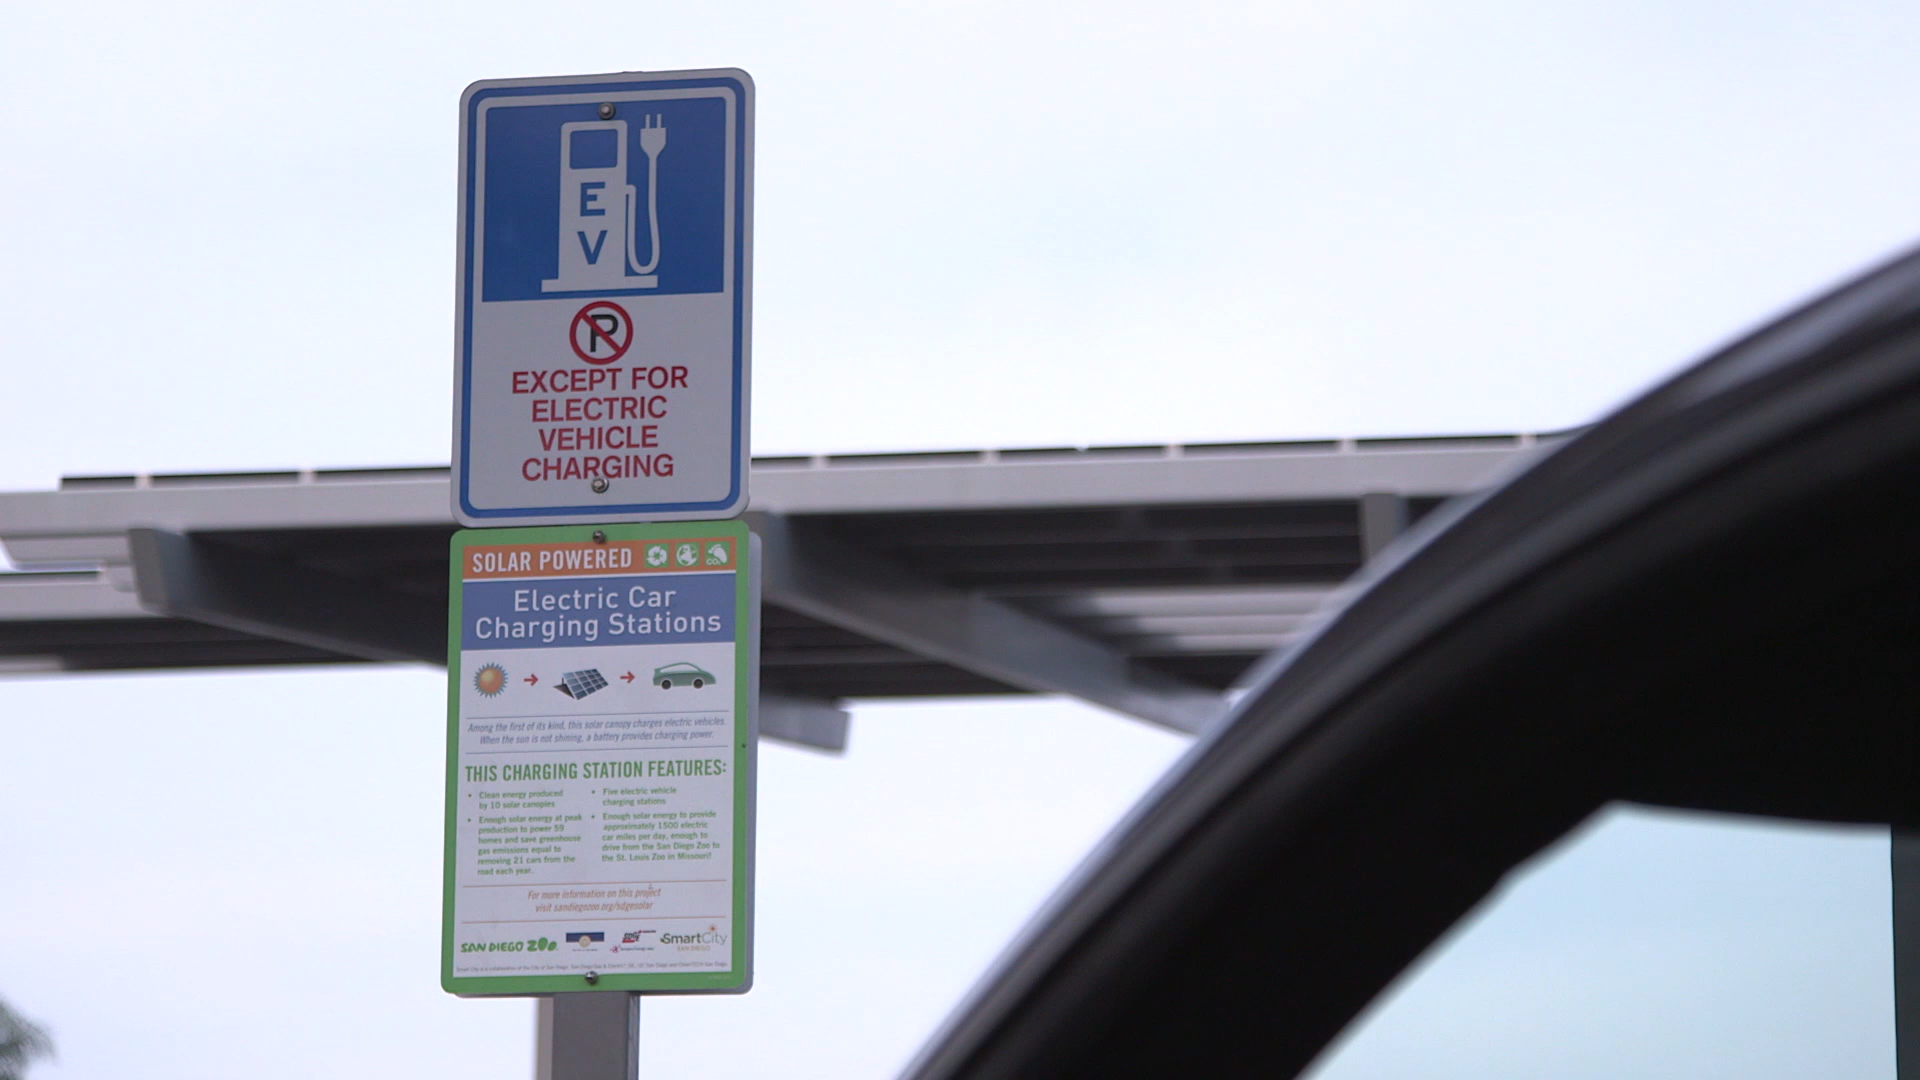 E
V
P
EXCEPT FOR
ELECTRIC
VEHICLE
CHARGING
SOLAR POWERED
Electric Car
Charging Stations
Among the first of its kind, this solar canopy charges electric vehicles.
When the sun is not shining, a battery provides charging power.
THIS CHARGING STATION FEATURES:
• Clean energy produced
by 10 solar canopies
• Enough solar energy at peak
production to power 59
homes and save greenhouse
gas emissions equal to
removing 21 cars from the
road each year.
• Five electric vehicle
charging stations
• Enough solar energy to provide
approximately 1500 electric
car miles per day, enough to
drive from the San Diego Zoo to
the St. Louis Zoo in Missouri!
For more information on this project
visit sandiegozoo.org/sdgesolar
SAN DIEGO ZOO
SmartCity
SAN DIEGO